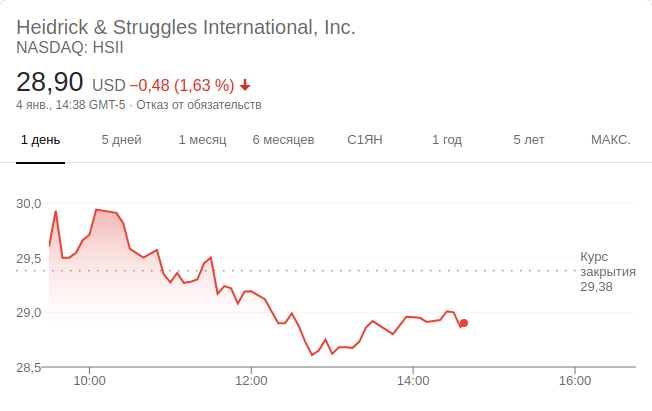 Heidrick & Struggles International, Inc.
NASDAQ: HSII
28,90 USD −0,48 (1,63 %)
4 янв., 14:38 GMT-5 · Отказ от обязательств
1 день 5 дней 1 месяц 6 месяцев С1ЯН 1 год 5 лет МАКС.
30,0
29,5
Курс
закрытия
29,38
29,0
28,5
10:00 12:00 14:00 16:00